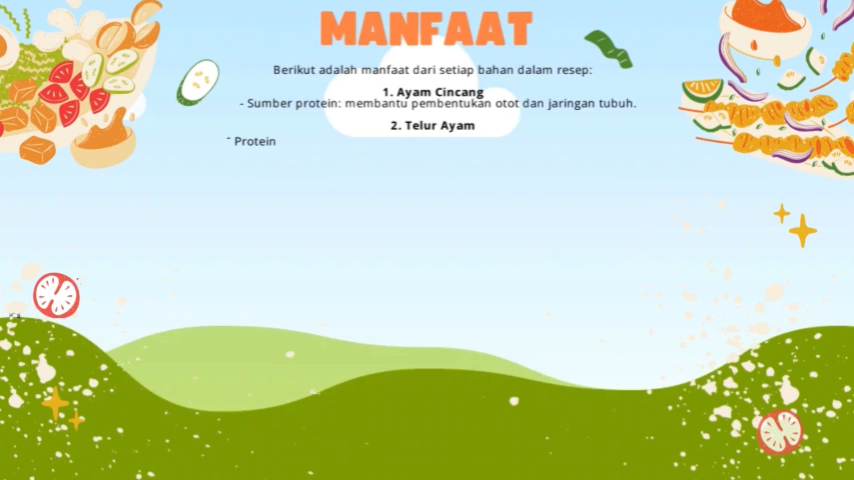 MANFAAT
Berikut adalah manfaat dari setiap bahan dalam resep:
1. Ayam Cincang
- Sumber protein: membantu pembentukan otot dan jaringan tubuh.
2. Telur Ayam
- Protein